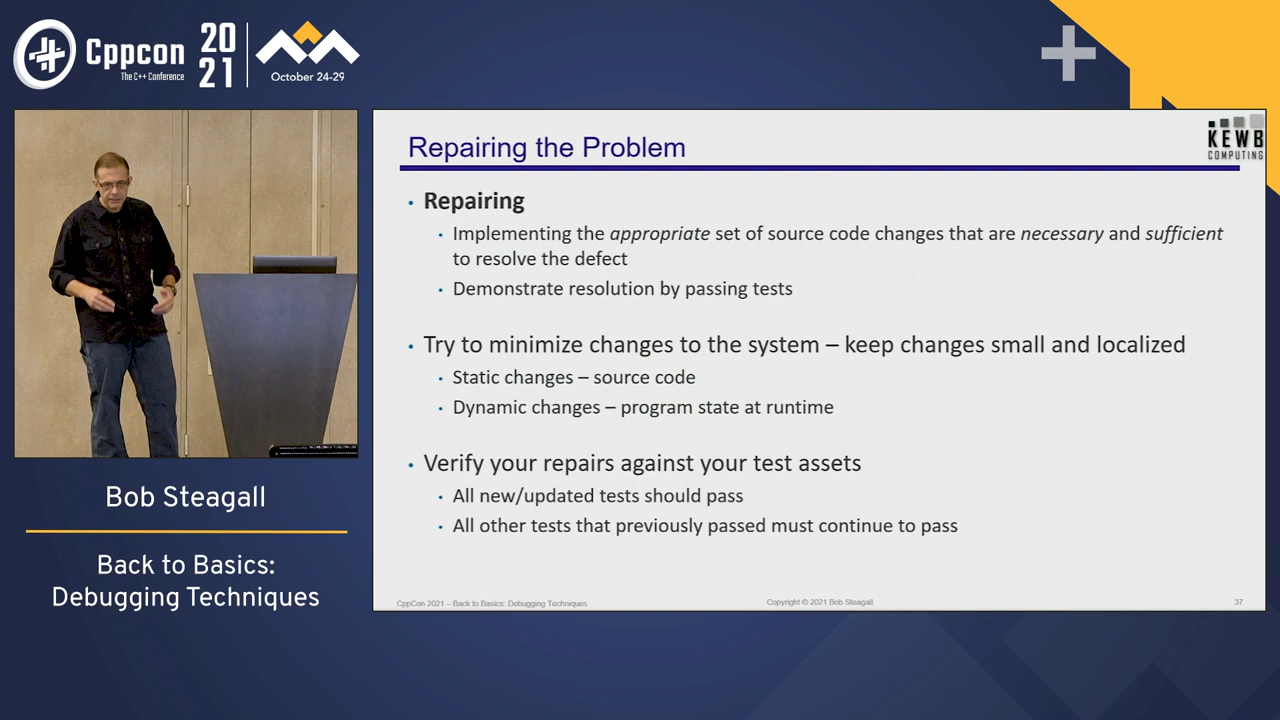 Cppcon
The C++ Conference
20
21
October 24-29
KEWB
COMPUTING
Repairing the Problem
• Repairing
• Implementing the appropriate set of source code changes that are necessary and sufficient
to resolve the defect
• Demonstrate resolution by passing tests
• Try to minimize changes to the system – keep changes small and localized
• Static changes – source code
• Dynamic changes – program state at runtime
• Verify your repairs against your test assets
• All new/updated tests should pass
• All other tests that previously passed must continue to pass
CppCon 2021 – Back to Basics: Debugging Techniques
Copyright © 2021 Bob Steagall
37
Bob Steagall
Back to Basics:
Debugging Techniques